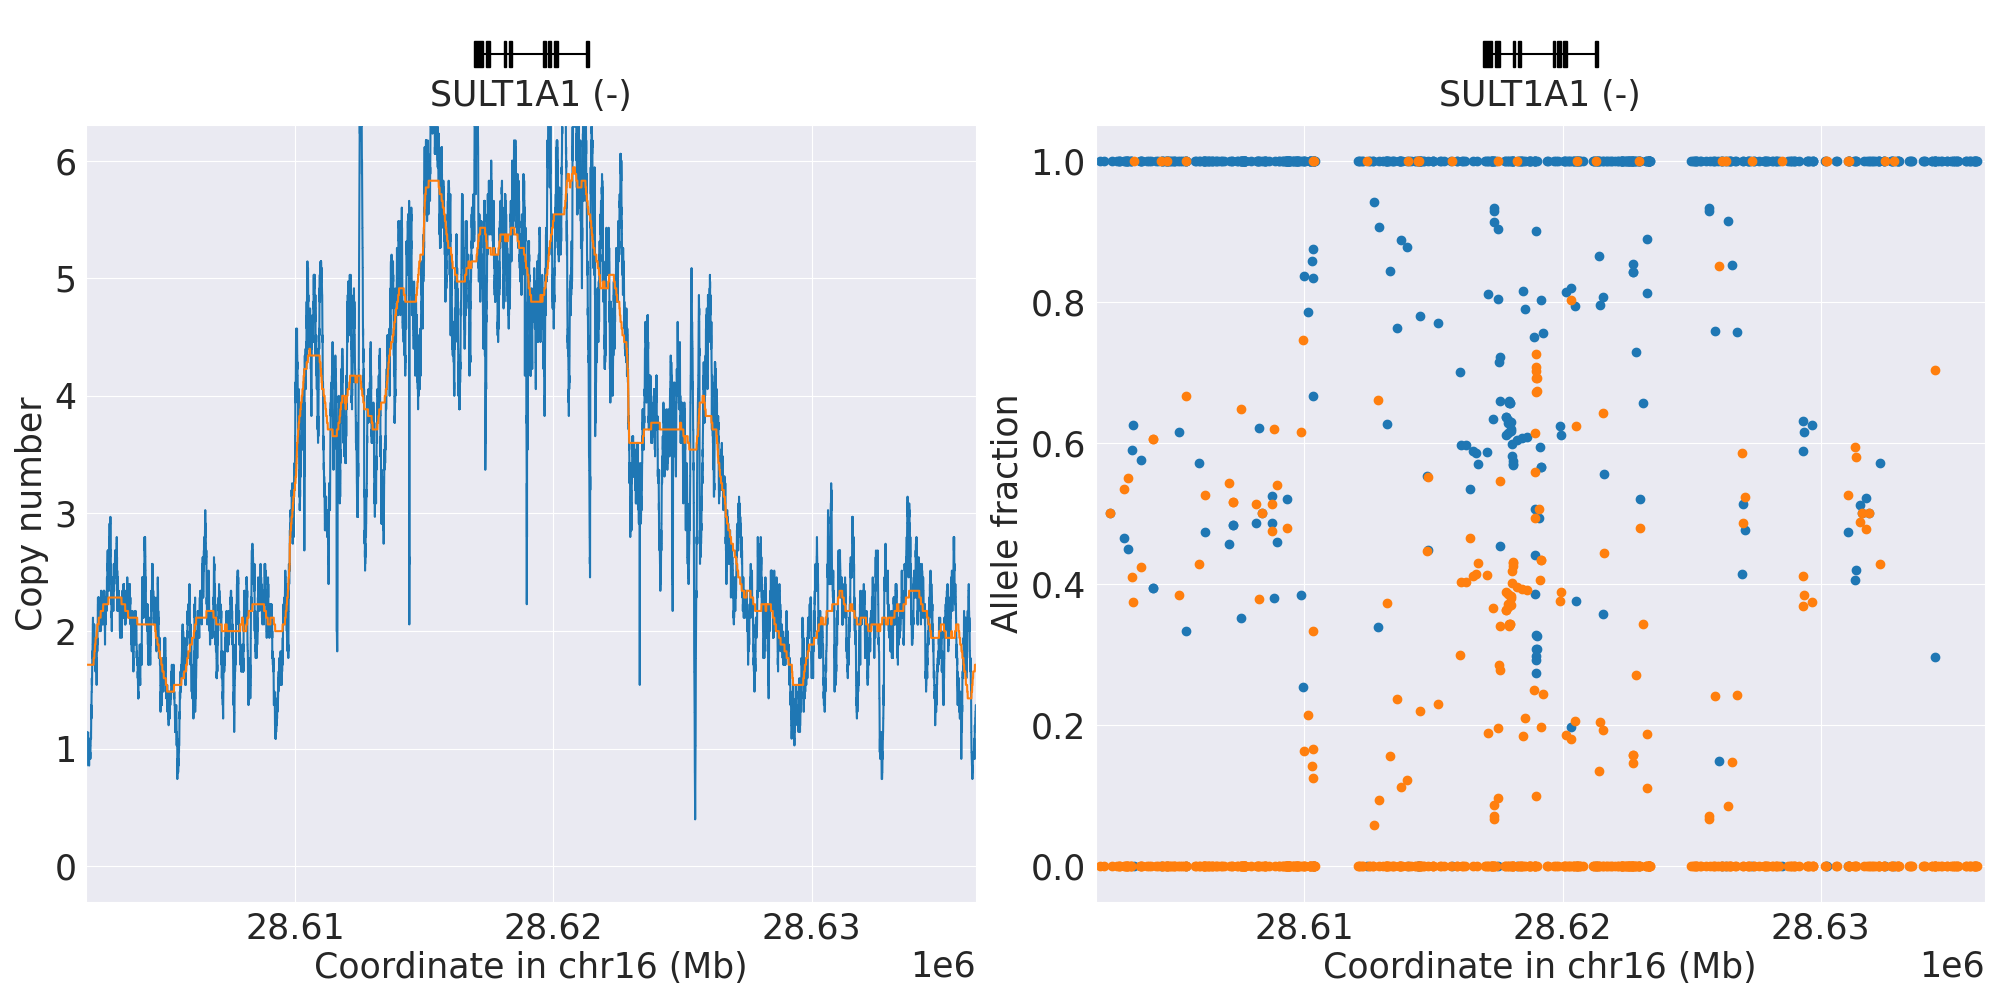 SULT1A1 (-)
Copy number
6
5
4
3
2
1
0
28.61
28.62
28.63
Coordinate in chr16 (Mb)
1e6
SULT1A1 (-)
Allele fraction
1.0
0.8
0.6
0.4
0.2
0.0
28.61
28.62
28.63
Coordinate in chr16 (Mb)
1e6